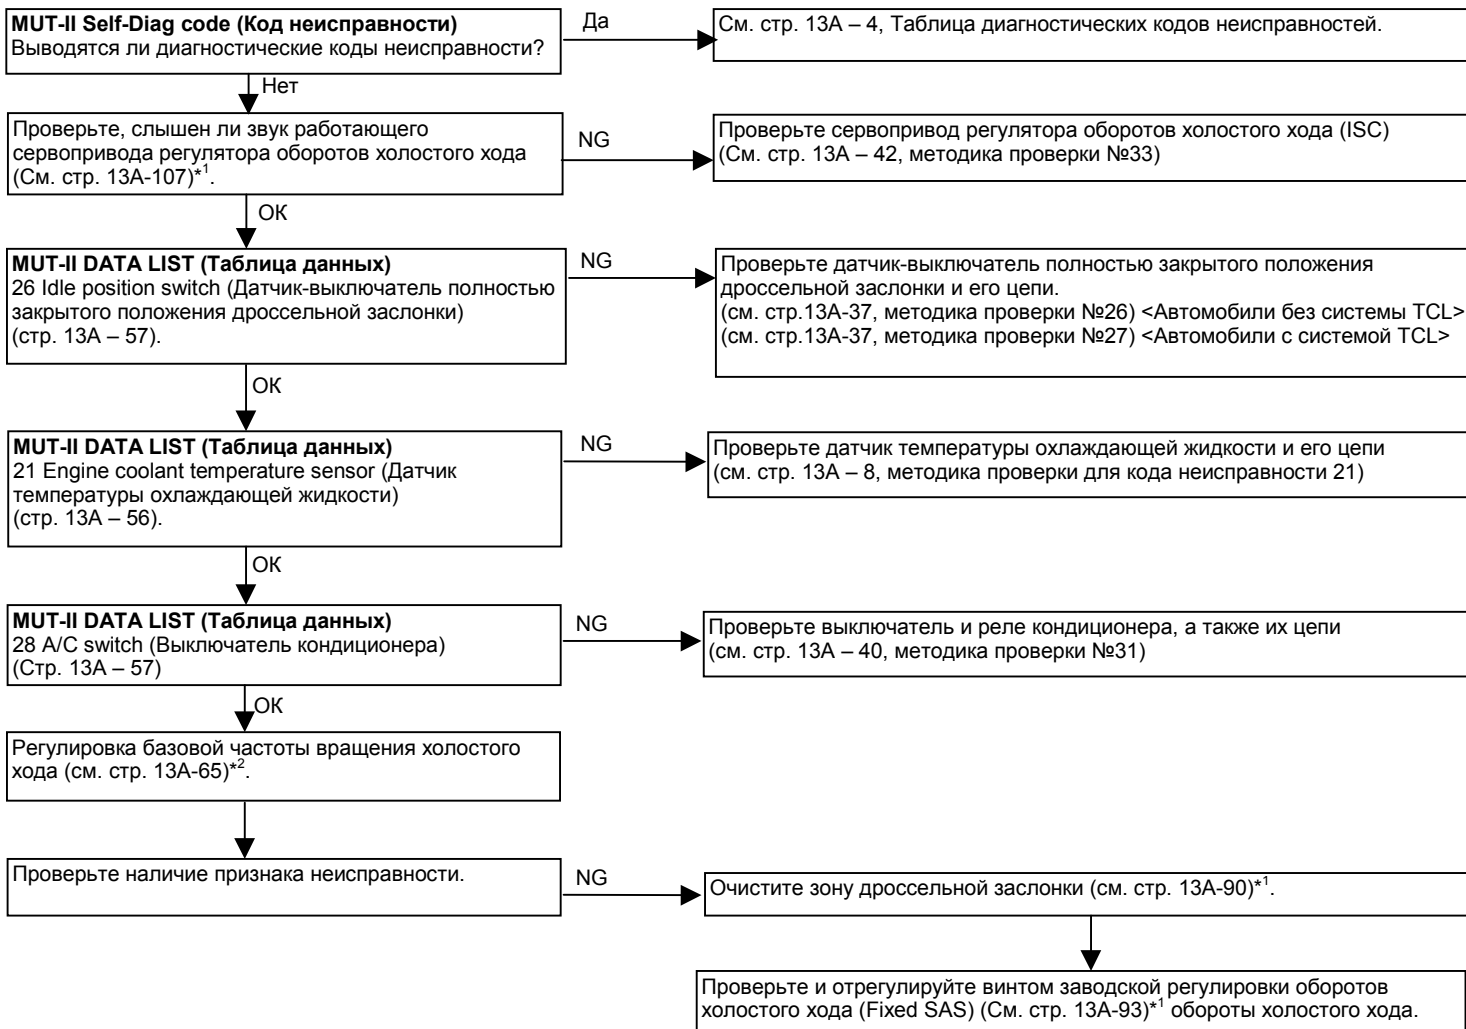 MUT-II Self-Diag code (Код неисправности)
Выводятся ли диагностические коды неисправности?
Да
См. стр. 13А – 4, Таблица диагностических кодов неисправностей.
Нет
Проверьте, слышен ли звук работающего
сервопривода регулятора оборотов холостого хода
(См. стр. 13А-107)*1.
NG
Проверьте сервопривод регулятора оборотов холостого хода (ISC)
(См. стр. 13А – 42, методика проверки №33)
ОК
MUT-II DATA LIST (Таблица данных)
26 Idle position switch (Датчик-выключатель полностью
закрытого положения дроссельной заслонки)
(стр. 13А – 57).
NG
Проверьте датчик-выключатель полностью закрытого положения
дроссельной заслонки и его цепи.
(см. стр.13А-37, методика проверки №26) <Автомобили без системы TCL>
(см. стр.13А-37, методика проверки №27) <Автомобили с системой TCL>
ОК
MUT-II DATA LIST (Таблица данных)
21 Engine coolant temperature sensor (Датчик
температуры охлаждающей жидкости)
(стр. 13А – 56).
NG
Проверьте датчик температуры охлаждающей жидкости и его цепи
(см. стр. 13А – 8, методика проверки для кода неисправности 21)
ОК
MUT-II DATA LIST (Таблица данных)
28 A/C switch (Выключатель кондиционера)
(Стр. 13А – 57)
NG
Проверьте выключатель и реле кондиционера, а также их цепи
(см. стр. 13А – 40, методика проверки №31)
ОК
Регулировка базовой частоты вращения холостого
хода (см. стр. 13А-65)*2.
Проверьте наличие признака неисправности.
NG
Очистите зону дроссельной заслонки (см. стр. 13А-90)*1.
Проверьте и отрегулируйте винтом заводской регулировки оборотов
холостого хода (Fixed SAS) (См. стр. 13А-93)*1 обороты холостого хода.